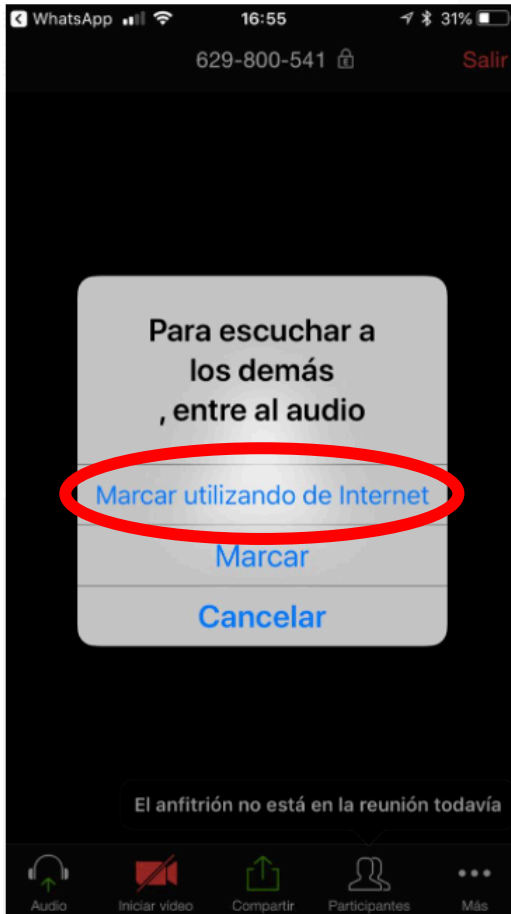 WhatsApp 16:55 31%
629-800-541 Salir
Para escuchar a
los demás
, entre al audio
Marcar utilizando de Internet
Marcar
Cancelar
El anfitrión no está en la reunión todavía
Audio Iniciar video Compartir Participantes Más